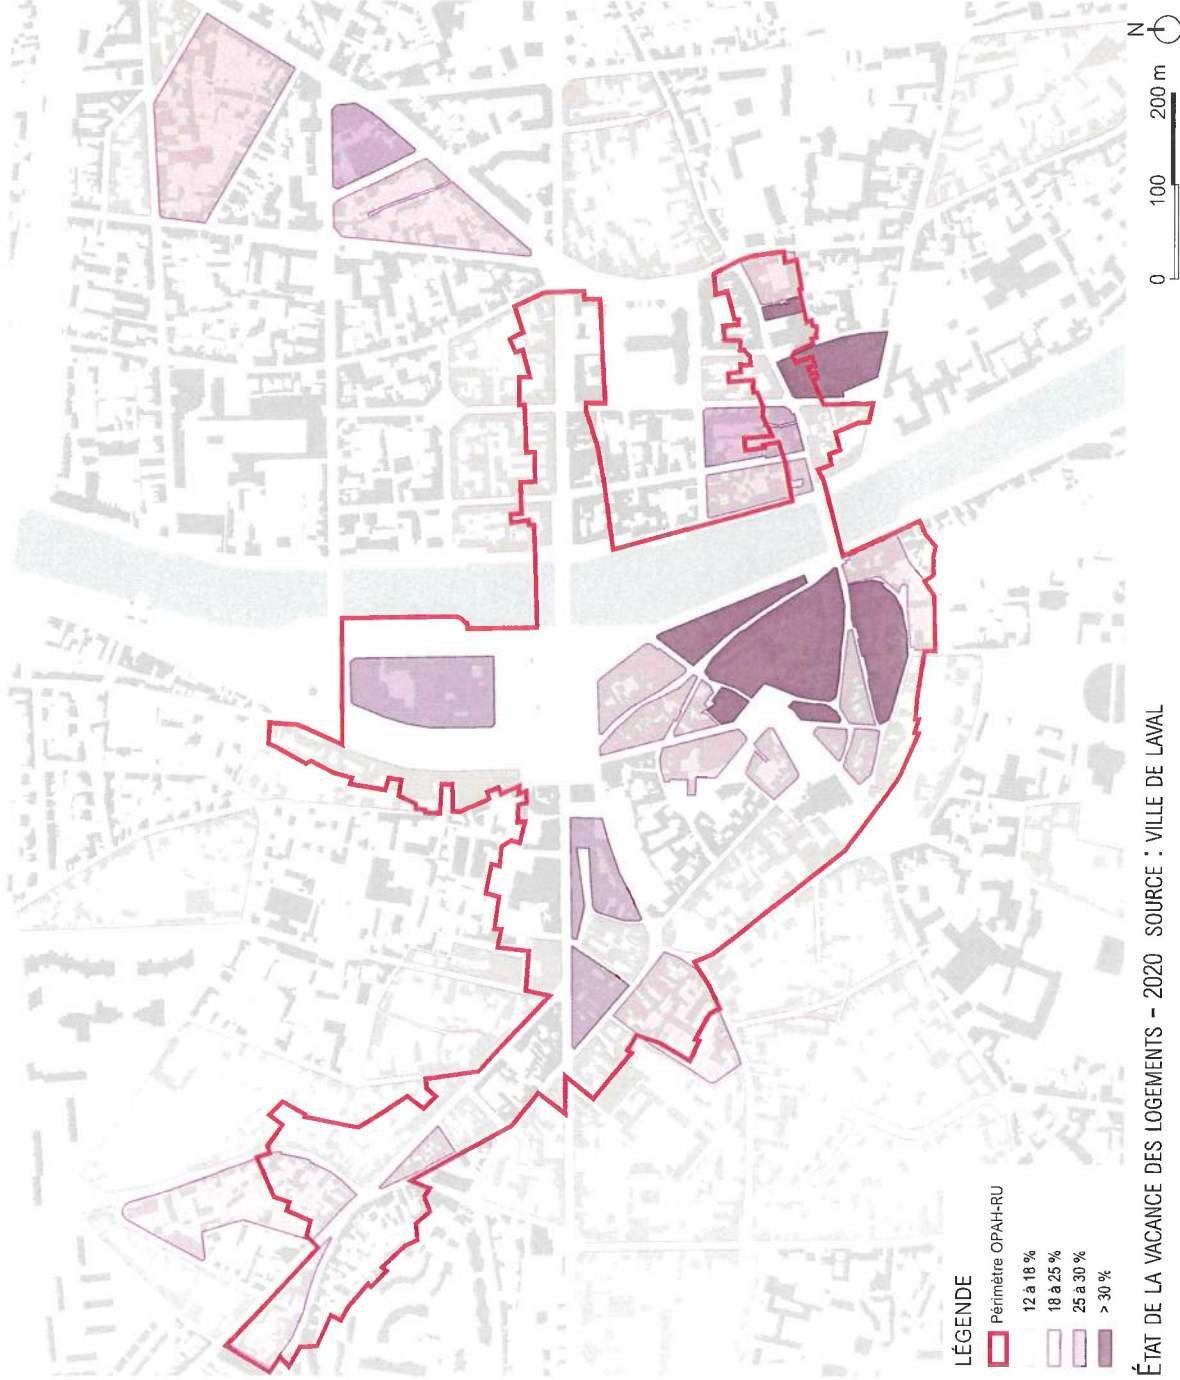 N
0 100 200 m
LÉGENDE
Périmètre OPAH-RU
12 à 18 %
18 à 25 %
25 à 30 %
> 30 %
ÉTAT DE LA VACANCE DES LOGEMENTS - 2020 SOURCE : VILLE DE LAVAL